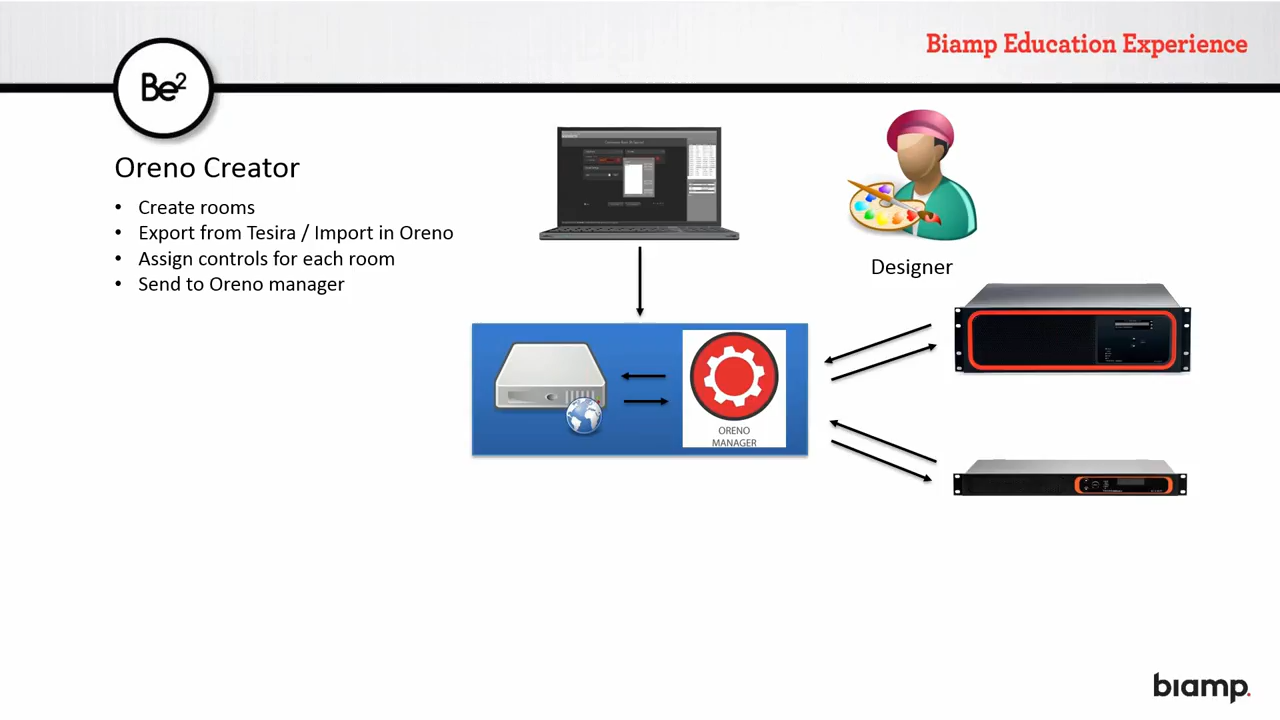 Biamp Education Experience
Be²
Oreno Creator
• Create rooms
• Export from Tesira / Import in Oreno
• Assign controls for each room
• Send to Oreno manager
Designer
ORENO
MANAGER
biamp.